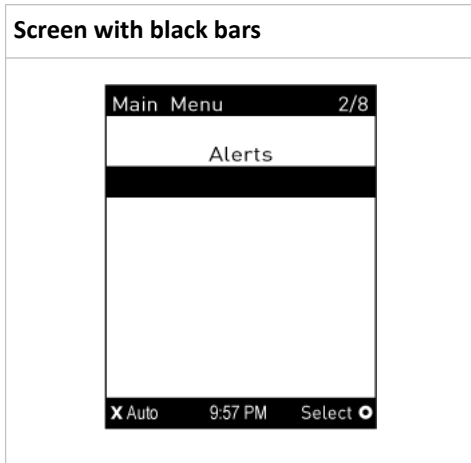 Screen with black bars
Main Menu 2/8
Alerts
X Auto 9:57 PM Select O